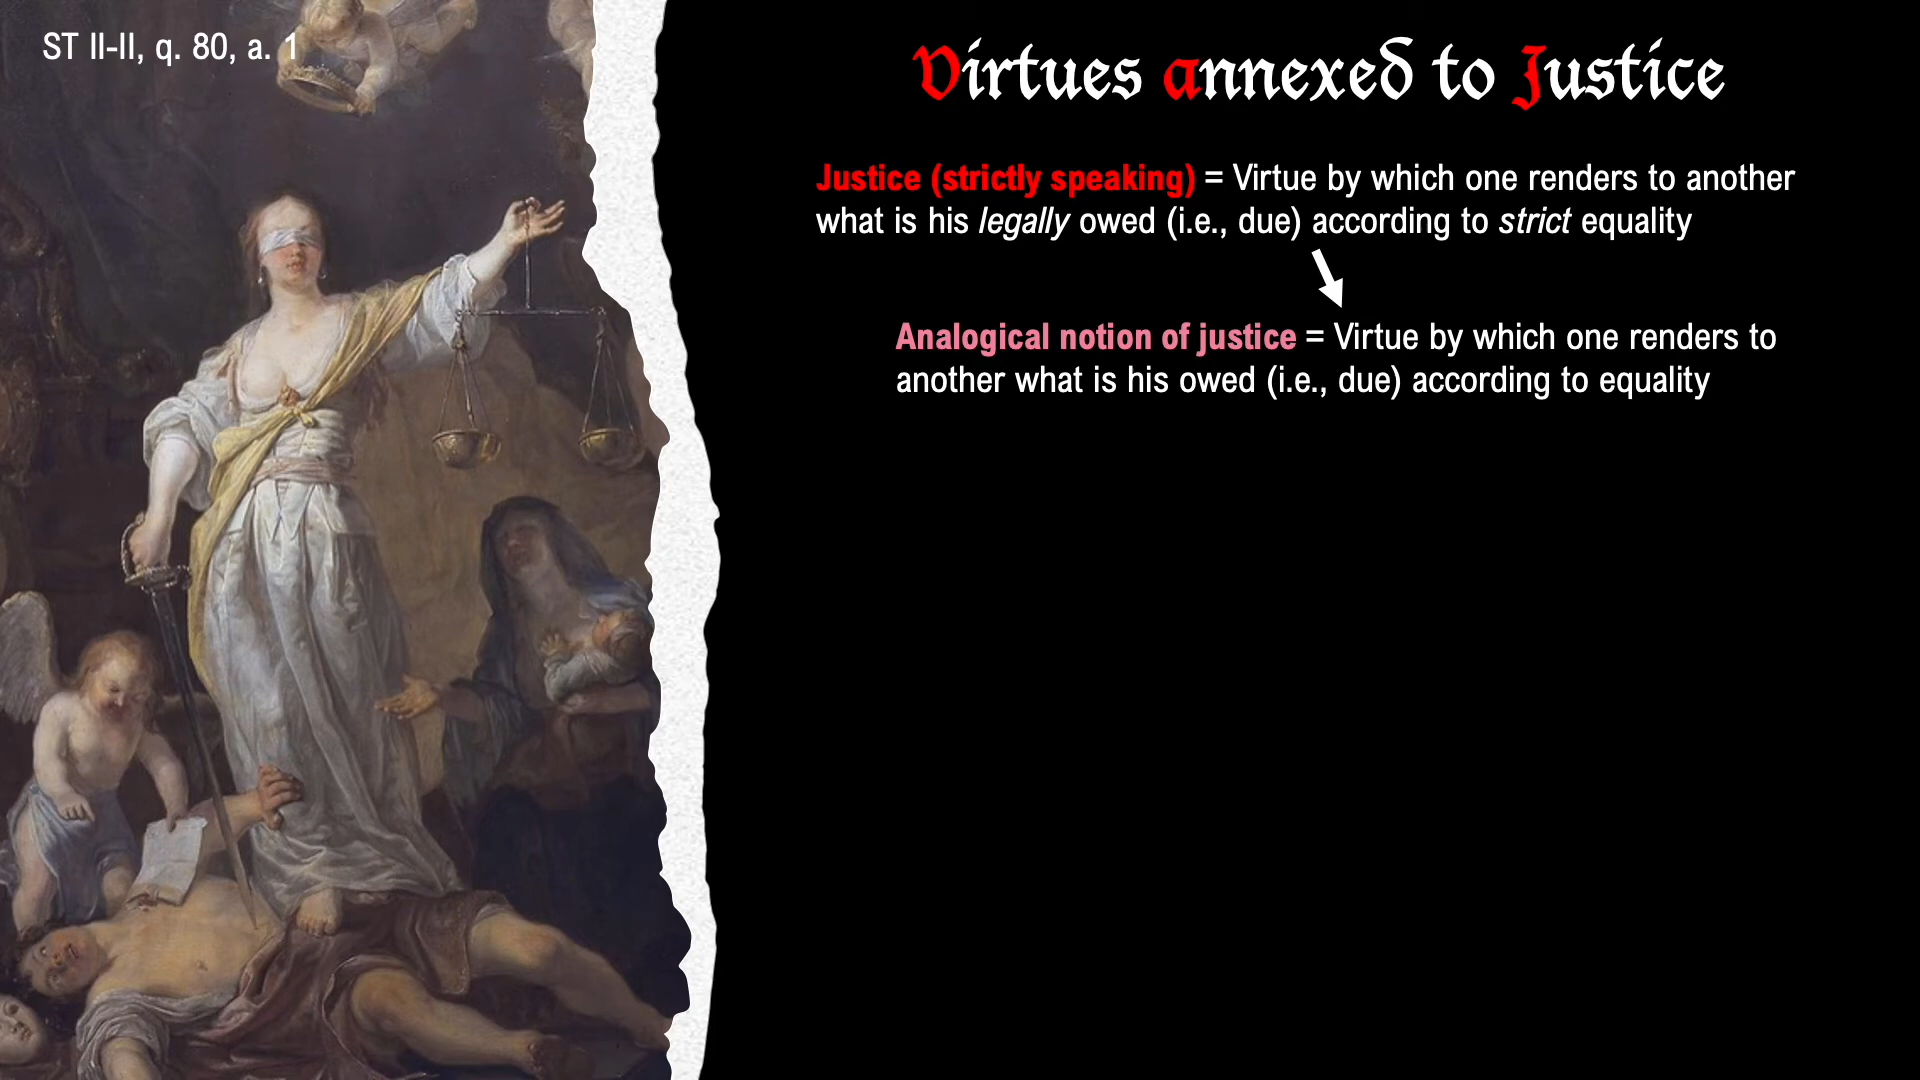 ST II-II, q. 80, a. 1
Virtues annexed to Justice
Justice (strictly speaking) = Virtue by which one renders to another
what is his legally owed (i.e., due) according to strict equality
Analogical notion of justice = Virtue by which one renders to
another what is his owed (i.e., due) according to equality